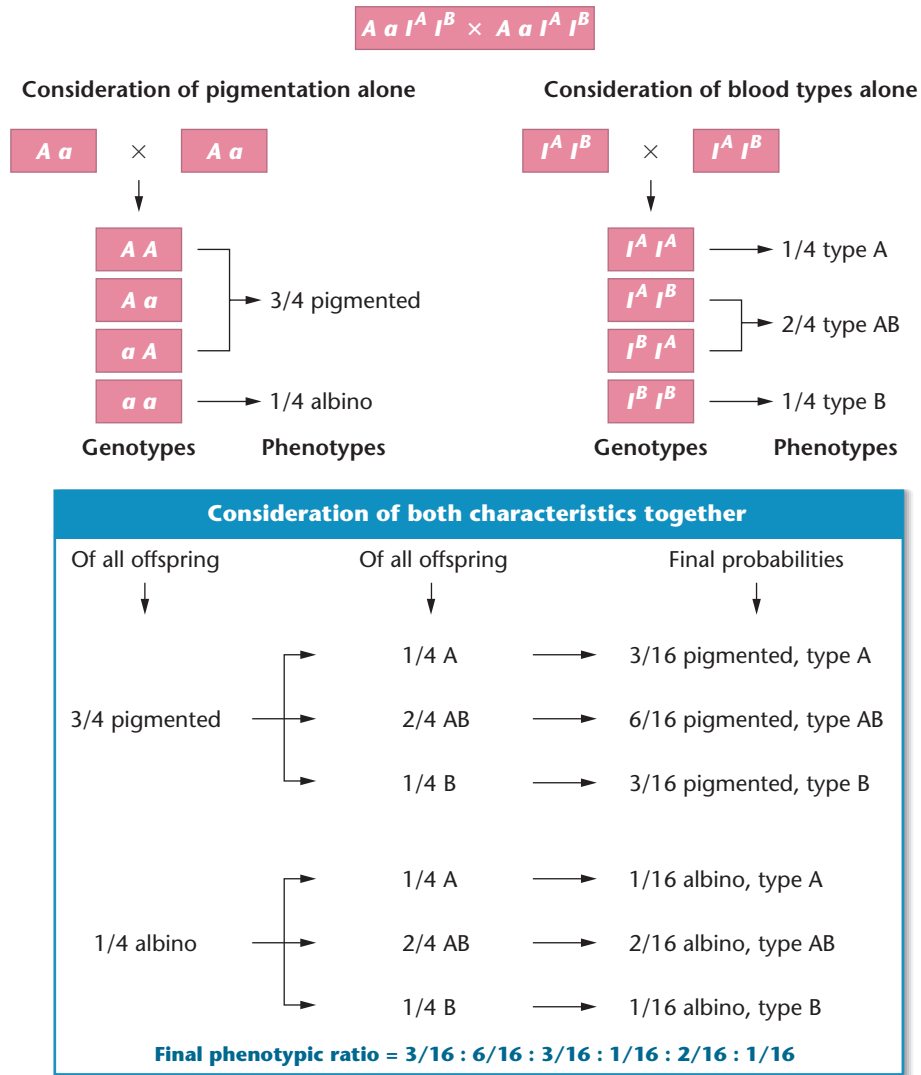 A a I^A I^B × A a I^A I^B
Consideration of pigmentation alone
A a × A a
A A
A a
a A
a a
3/4 pigmented
1/4 albino
Genotypes Phenotypes
Consideration of blood types alone
I^A I^B × I^A I^B
I^A I^A
I^A I^B
I^B I^A
I^B I^B
1/4 type A
2/4 type AB
1/4 type B
Genotypes Phenotypes
Consideration of both characteristics together
Of all offspring Of all offspring Final probabilities
1/4 A 3/16 pigmented, type A
3/4 pigmented 2/4 AB 6/16 pigmented, type AB
1/4 B 3/16 pigmented, type B
1/4 A 1/16 albino, type A
1/4 albino 2/4 AB 2/16 albino, type AB
1/4 B 1/16 albino, type B
Final phenotypic ratio = 3/16 : 6/16 : 3/16 : 1/16 : 2/16 : 1/16